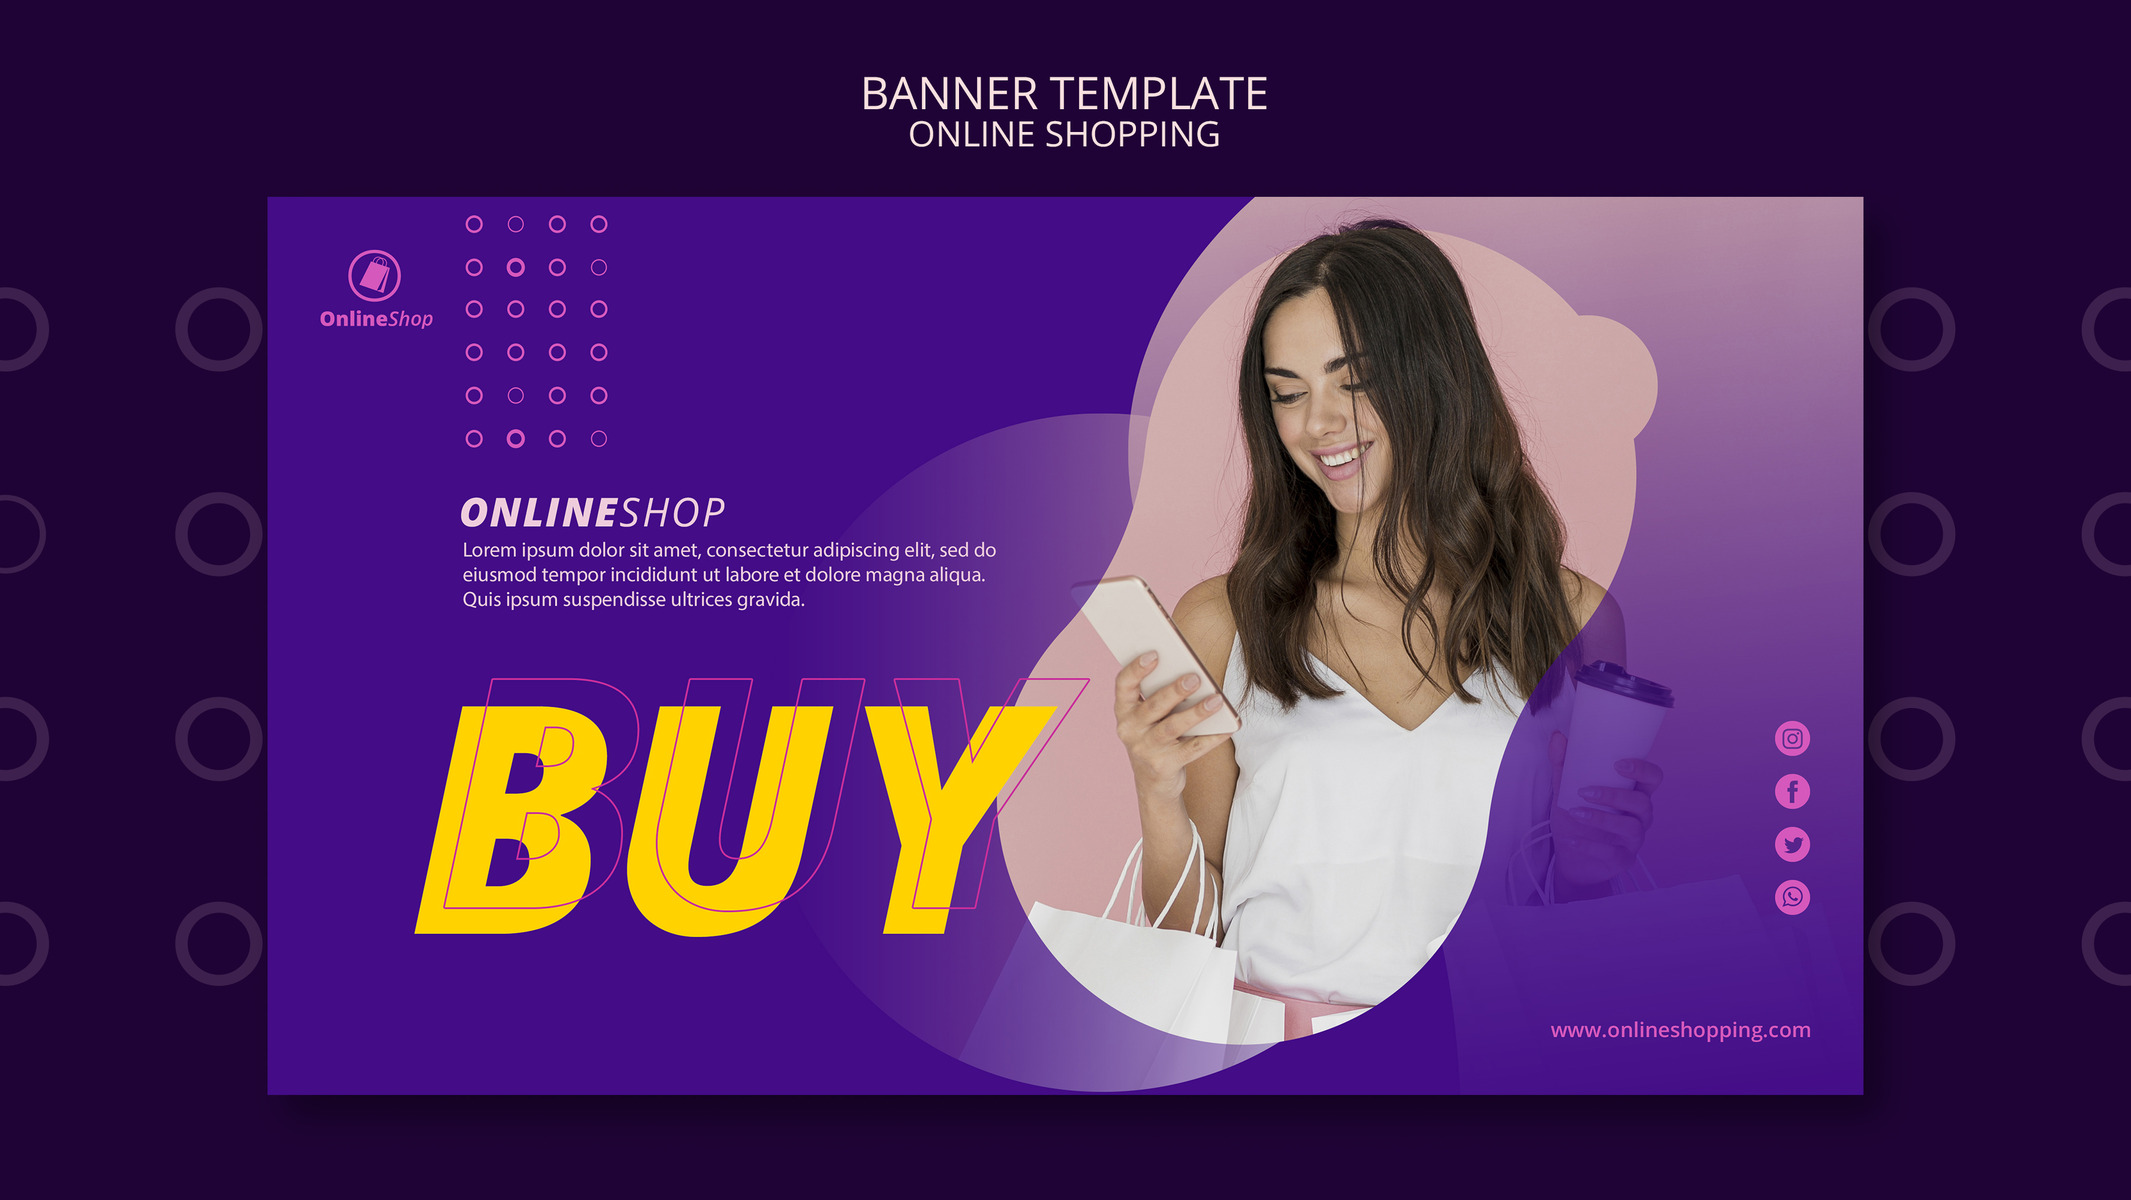 BANNER TEMPLATE
ONLINE SHOPPING
OnlineShop
ONLINESHOP
Lorem ipsum dolor sit amet, consectetur adipiscing elit, sed do
eiusmod tempor incididunt ut labore et dolore magna aliqua.
Quis ipsum suspendisse ultrices gravida.
BUY
BUY
www.onlineshopping.com